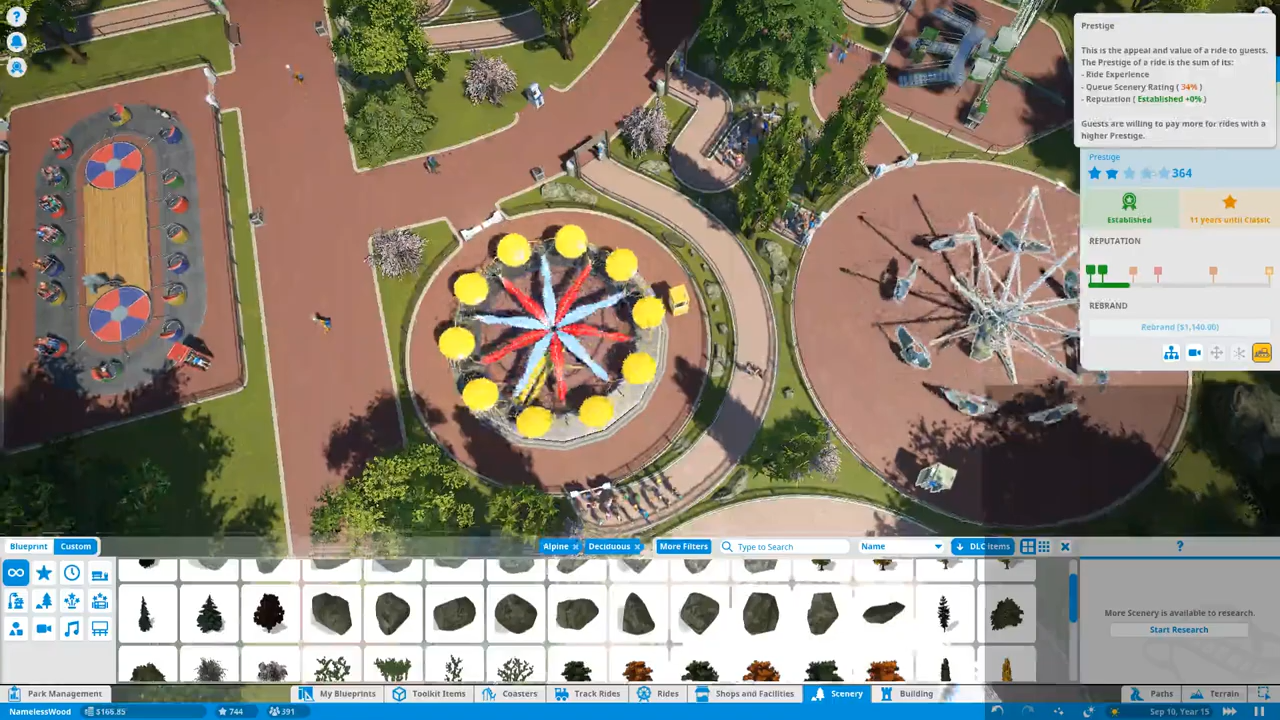 Prestige
This is the appeal and value of a ride to guests.
The Prestige of a ride is the sum of its:
- Ride Experience
- Queue Scenery Rating ( 34% )
- Reputation ( Established +0% )
Guests are willing to pay more for rides with a
higher Prestige.
Prestige
364
Established
11 years until Classic
REPUTATION
REBRAND
Rebrand ($1,140.00)
Blueprint
Custom
Alpine ×
Deciduous ×
More Filters
Type to Search
Name
DLC Items
?
More Scenery is available to research.
Start Research
Park Management
My Blueprints
Toolkit Items
Coasters
Track Rides
Rides
Shops and Facilities
Scenery
Building
Paths
Terrain
NamelessWood
$166.85
744
391
Sep 10, Year 15